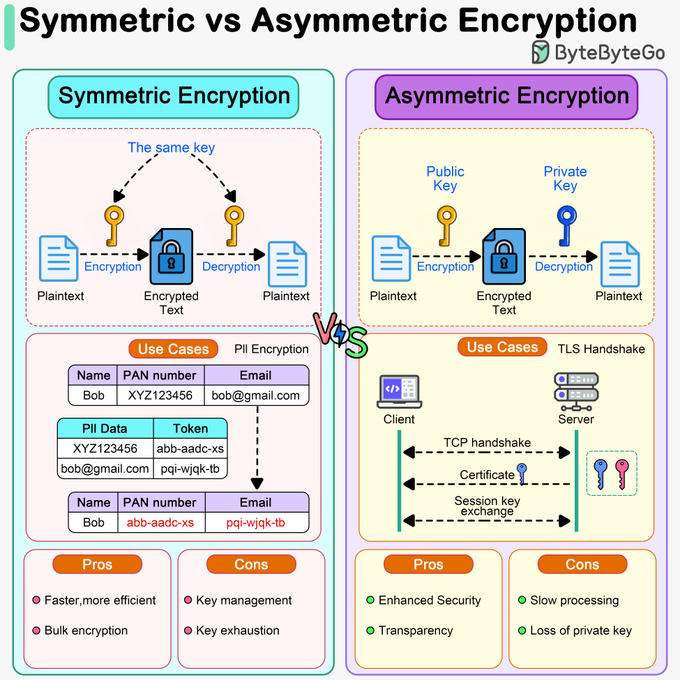 Symmetric vs Asymmetric Encryption
ByteByteGo
Symmetric Encryption
The same key
Encryption
Decryption
Plaintext
Encrypted
Text
Plaintext
Use Cases
PII Encryption
Name PAN number Email
Bob XYZ123456 bob@gmail.com
PII Data Token
XYZ123456 abb-aadc-xs
bob@gmail.com pqi-wjqk-tb
Name PAN number Email
Bob abb-aadc-xs pqi-wjqk-tb
Pros
Faster,more efficient
Bulk encryption
Cons
Key management
Key exhaustion
VS
Asymmetric Encryption
Public
Key
Private
Key
Encryption
Decryption
Plaintext
Encrypted
Text
Plaintext
Use Cases
TLS Handshake
Client
Server
TCP handshake
Certificate
Session key
exchange
Pros
Enhanced Security
Transparency
Cons
Slow processing
Loss of private key